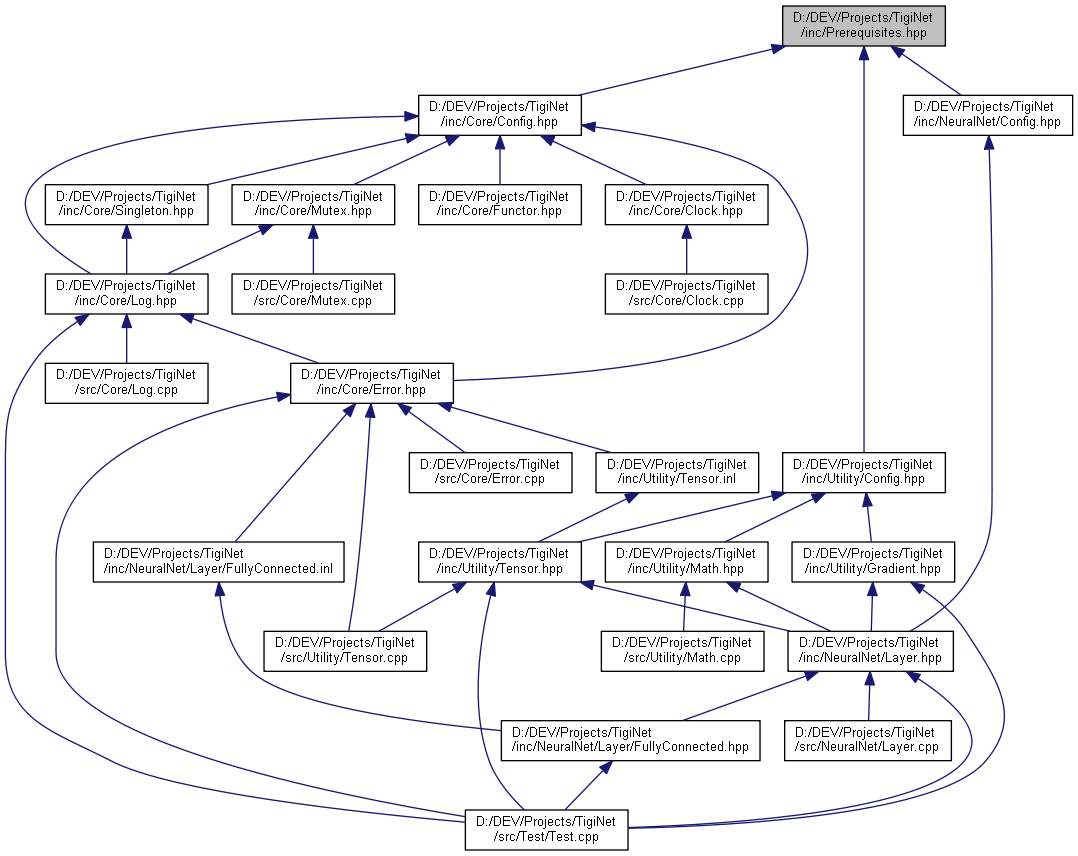 D:/DEV/Projects/TigiNet
/inc/Prerequisites.hpp
D:/DEV/Projects/TigiNet
/inc/Core/Config.hpp
D:/DEV/Projects/TigiNet
/inc/NeuralNet/Config.hpp
D:/DEV/Projects/TigiNet
/inc/Core/Singleton.hpp
D:/DEV/Projects/TigiNet
/inc/Core/Mutex.hpp
D:/DEV/Projects/TigiNet
/inc/Core/Functor.hpp
D:/DEV/Projects/TigiNet
/inc/Core/Clock.hpp
D:/DEV/Projects/TigiNet
/inc/Core/Log.hpp
D:/DEV/Projects/TigiNet
/src/Core/Mutex.cpp
D:/DEV/Projects/TigiNet
/src/Core/Clock.cpp
D:/DEV/Projects/TigiNet
/src/Core/Log.cpp
D:/DEV/Projects/TigiNet
/inc/Core/Error.hpp
D:/DEV/Projects/TigiNet
/src/Core/Error.cpp
D:/DEV/Projects/TigiNet
/inc/Utility/Tensor.inl
D:/DEV/Projects/TigiNet
/inc/Utility/Config.hpp
D:/DEV/Projects/TigiNet
/inc/NeuralNet/Layer/FullyConnected.inl
D:/DEV/Projects/TigiNet
/inc/Utility/Tensor.hpp
D:/DEV/Projects/TigiNet
/inc/Utility/Math.hpp
D:/DEV/Projects/TigiNet
/inc/Utility/Gradient.hpp
D:/DEV/Projects/TigiNet
/src/Utility/Tensor.cpp
D:/DEV/Projects/TigiNet
/src/Utility/Math.cpp
D:/DEV/Projects/TigiNet
/inc/NeuralNet/Layer.hpp
D:/DEV/Projects/TigiNet
/inc/NeuralNet/Layer/FullyConnected.hpp
D:/DEV/Projects/TigiNet
/src/NeuralNet/Layer.cpp
D:/DEV/Projects/TigiNet
/src/Test/Test.cpp